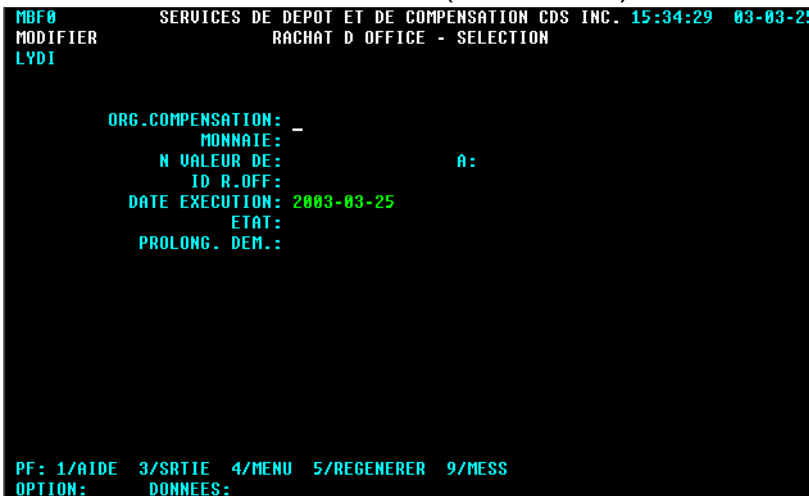 MBF0 SERVICES DE DEPOT ET DE COMPENSATION CDS INC. 15:34:29 03-03-25
MODIFIER RACHAT D OFFICE - SELECTION
LYDI
ORG.COMPENSATION: _
MONNAIE:
N VALEUR DE: A:
ID R.OFF:
DATE EXECUTION: 2003-03-25
ETAT:
PROLONG. DEM.:
PF: 1/AIDE 3/SRTIE 4/MENU 5/REGENERER 9/MESS
OPTION: DONNEES: